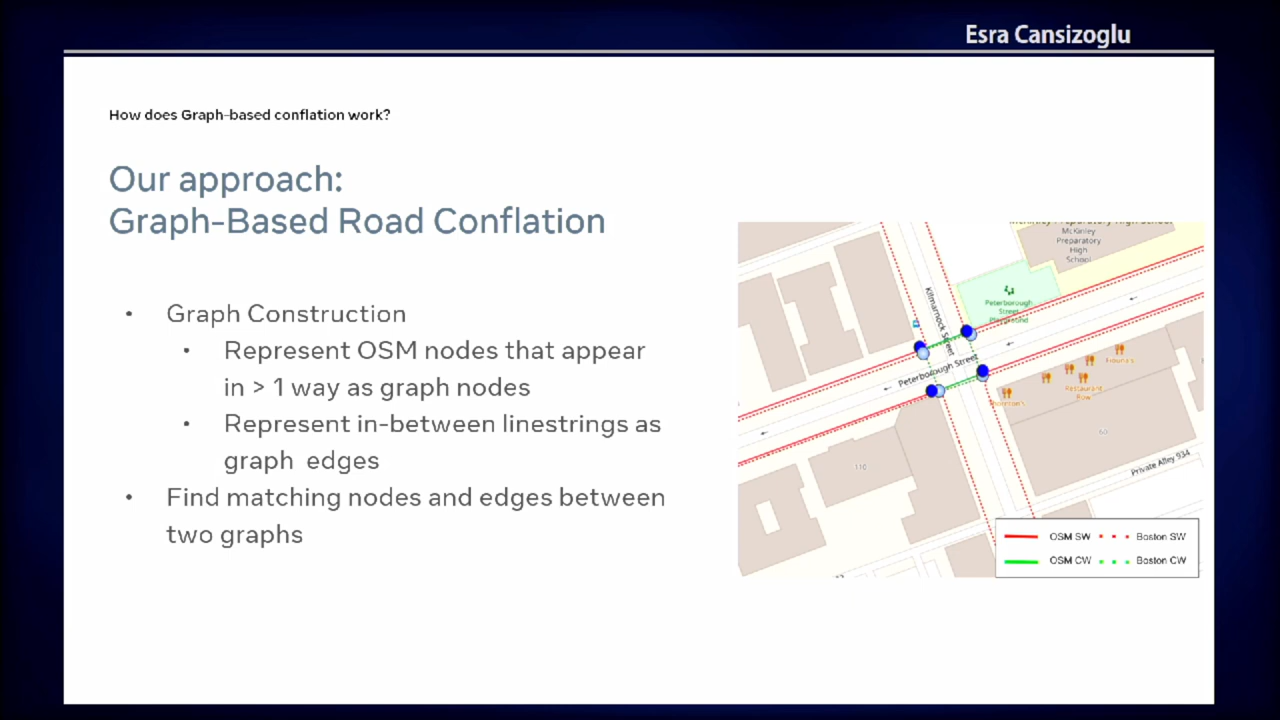 Esra Cansizoglu
How does Graph-based conflation work?
Our approach:
Graph-Based Road Conflation
• Graph Construction
• Represent OSM nodes that appear
in > 1 way as graph nodes
• Represent in-between linestrings as
graph edges
• Find matching nodes and edges between
two graphs
McKinley
Preparatory
High
School
Peterborough
Street
Playground
Kilmarnock Street
Peterborough Street
Restaurant
Row
60
110
Private Alley 934
OSM SW
Boston SW
OSM CW
Boston CW